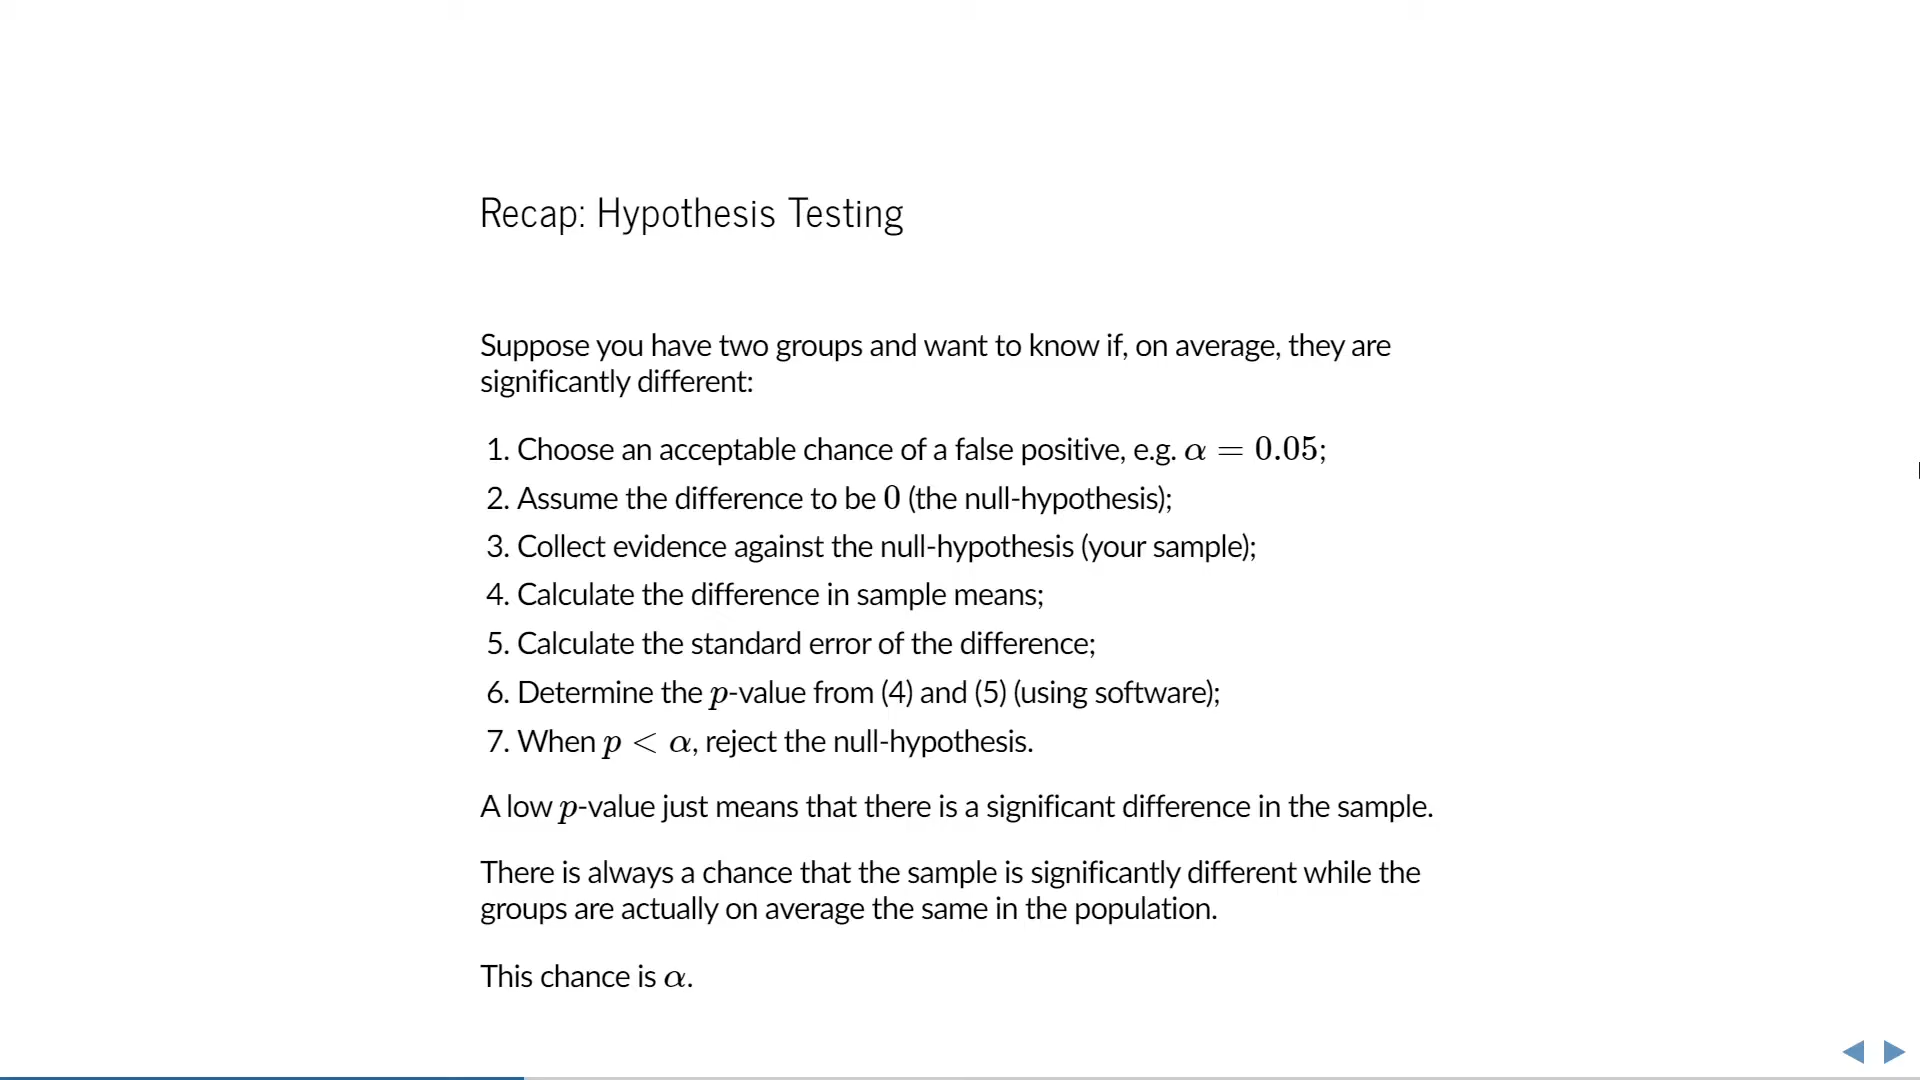 Recap: Hypothesis Testing
Suppose you have two groups and want to know if, on average, they are
significantly different:
1. Choose an acceptable chance of a false positive, e.g. α = 0.05;
2. Assume the difference to be 0 (the null-hypothesis);
3. Collect evidence against the null-hypothesis (your sample);
4. Calculate the difference in sample means;
5. Calculate the standard error of the difference;
6. Determine the p-value from (4) and (5) (using software);
7. When p < α, reject the null-hypothesis.
A low p-value just means that there is a significant difference in the sample.
There is always a chance that the sample is significantly different while the
groups are actually on average the same in the population.
This chance is α.